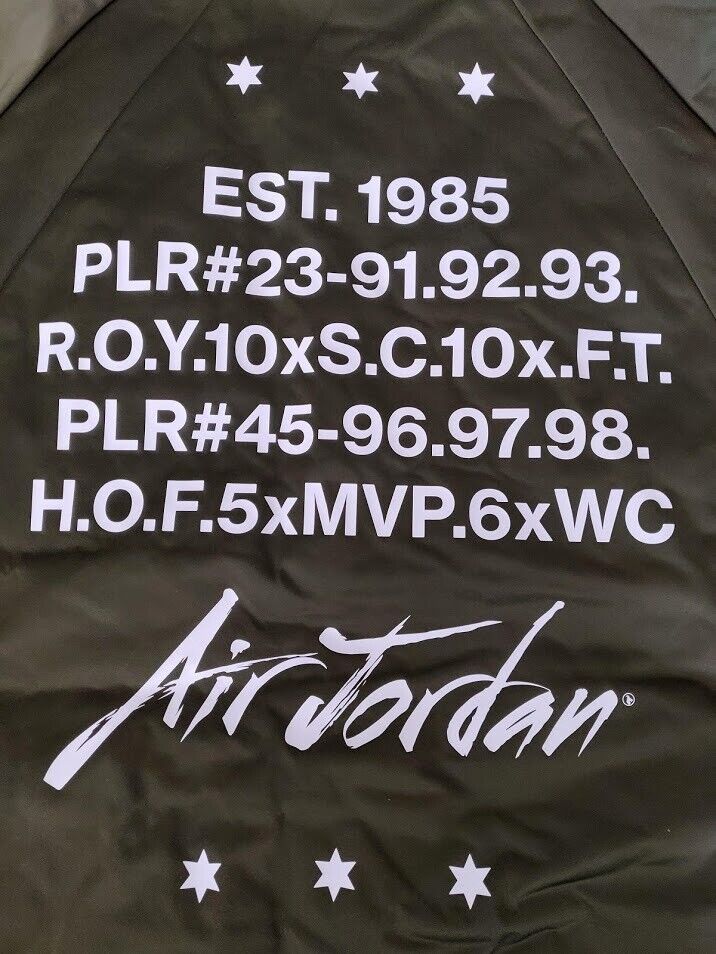 EST. 1985
PLR#23-91.92.93.
R.O.Y.10xS.C.10x.F.T.
PLR#45-96.97.98.
H.O.F.5xMVP.6xWC
Air Jordan